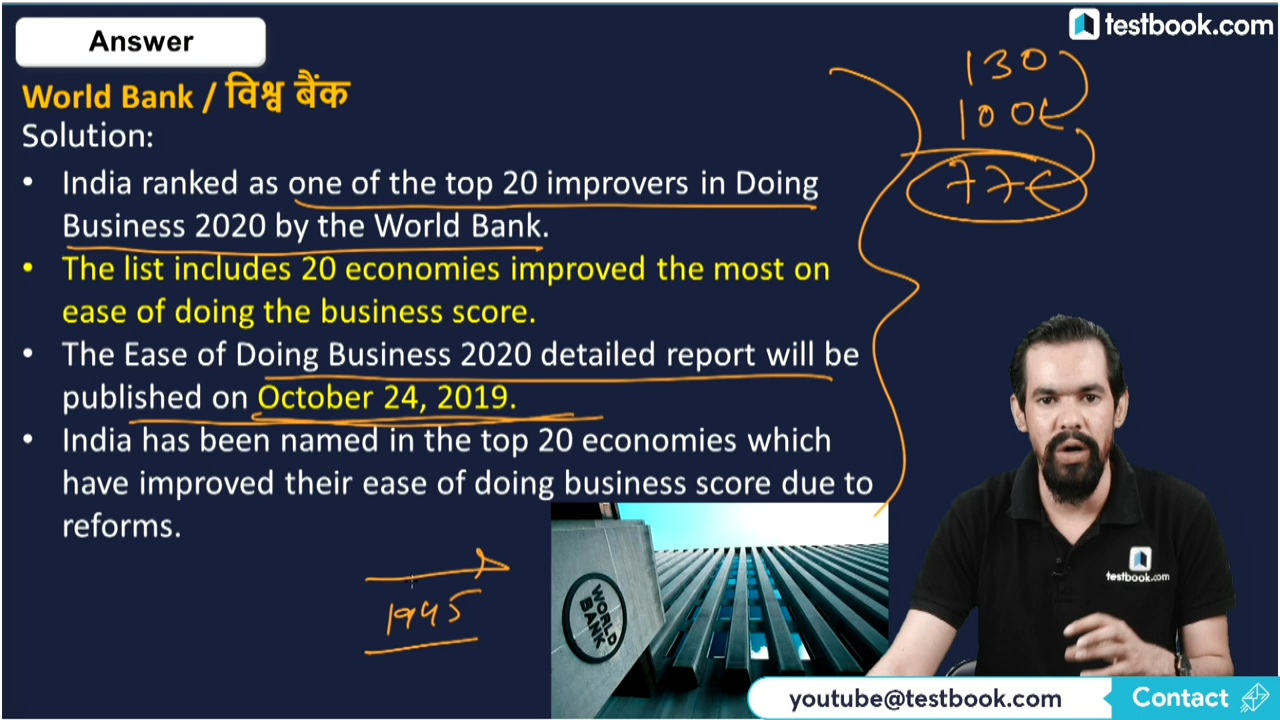 Answer
testbook.com
World Bank / विश्व बैंक
Solution:
• India ranked as one of the top 20 improvers in Doing
Business 2020 by the World Bank.
• The list includes 20 economies improved the most on
ease of doing the business score.
• The Ease of Doing Business 2020 detailed report will be
published on October 24, 2019.
• India has been named in the top 20 economies which
have improved their ease of doing business score due to
reforms.
130
100
77
1945
WORLD
BANK
testbook.com
youtube@testbook.com
Contact